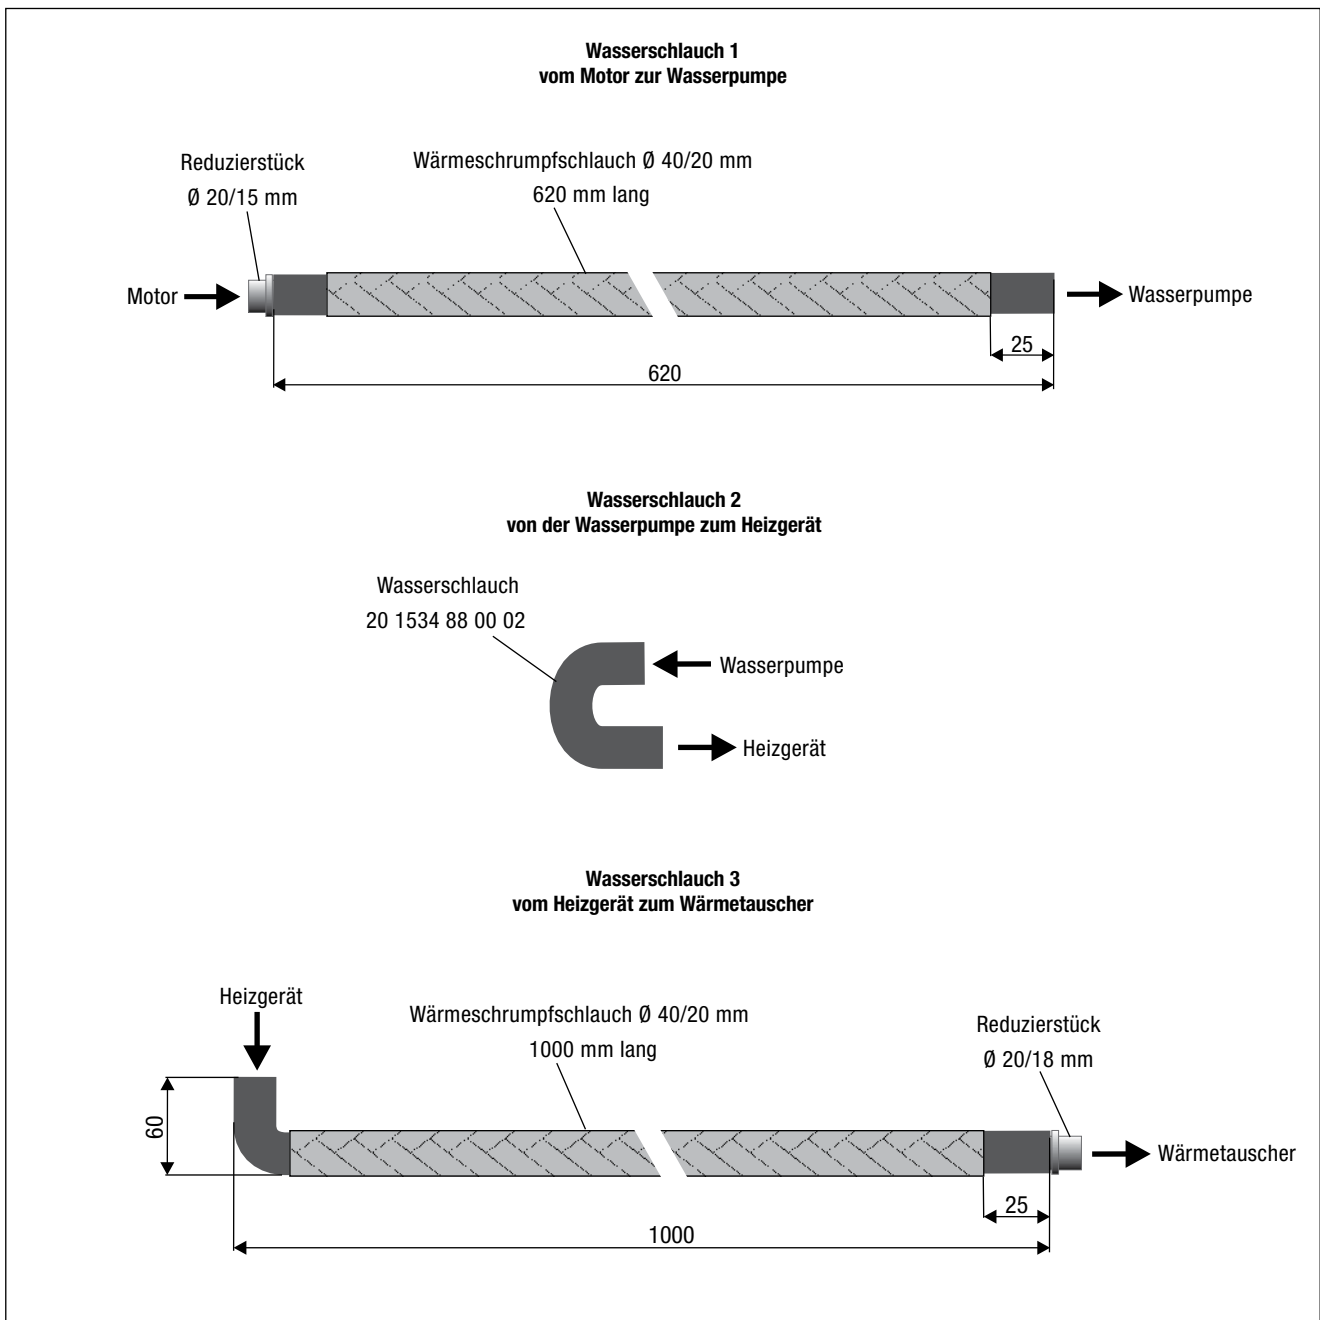 Wasserschlauch 1
vom Motor zur Wasserpumpe
Reduzierstück
Ø 20/15 mm
Wärmeschrumpfschlauch Ø 40/20 mm
620 mm lang
Motor
Wasserpumpe
25
620
Wasserschlauch 2
von der Wasserpumpe zum Heizgerät
Wasserschlauch
20 1534 88 00 02
Wasserpumpe
Heizgerät
Wasserschlauch 3
vom Heizgerät zum Wärmetauscher
Heizgerät
Wärmeschrumpfschlauch Ø 40/20 mm
1000 mm lang
Reduzierstück
Ø 20/18 mm
60
Wärmetauscher
25
1000